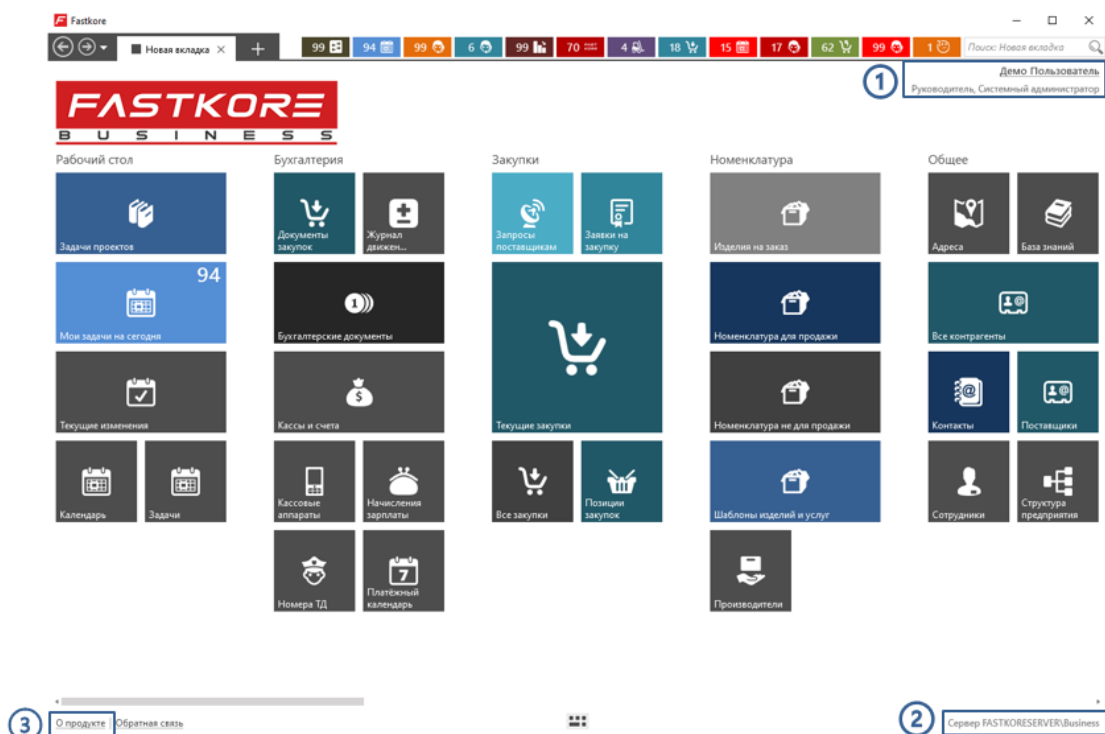 Fastkore
Новая вкладка
99 94 99 6 99 70 4 18 15 17 62 99 1 Поиск: Новая вкладка
1 Демо Пользователь
Руководитель, Системный администратор
FASTKORE
BUSINESS
Рабочий стол
Задачи проектов
94
Мои задачи на сегодня
Текущие изменения
Календарь
Задачи
Бухгалтерия
Документы
закупок
Журнал
движен...
Бухгалтерские документы
Кассы и счета
Кассовые
аппараты
Начисления
зарплаты
Номера ТД
7
Платёжный
календарь
Закупки
Запросы
поставщикам
Заявки на
закупку
Текущие закупки
Все закупки
Позиции
закупок
Номенклатура
Изделия на заказ
Номенклатура для продажи
Номенклатура не для продажи
Шаблоны изделий и услуг
Производители
Общее
Адреса
База знаний
Все контрагенты
Контакты
Поставщики
Сотрудники
Структура
предприятия
3 О продукте Обратная связь
2 Сервер FASTKORESERVER\Business